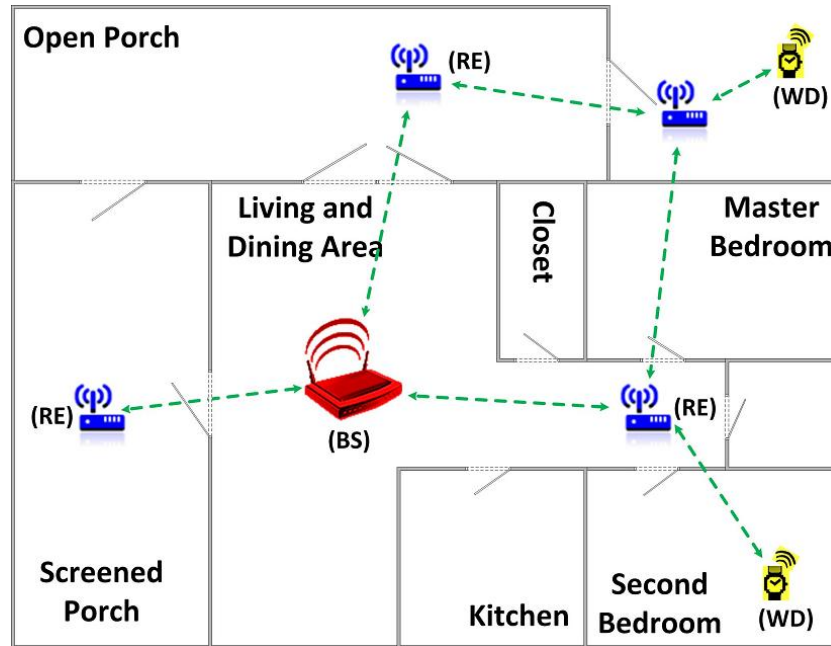 Open Porch
(RE)
(WD)
Living and
Dining Area
Closet
Master
Bedroom
(RE)
(BS)
(RE)
Screened
Porch
Kitchen
Second
Bedroom
(WD)